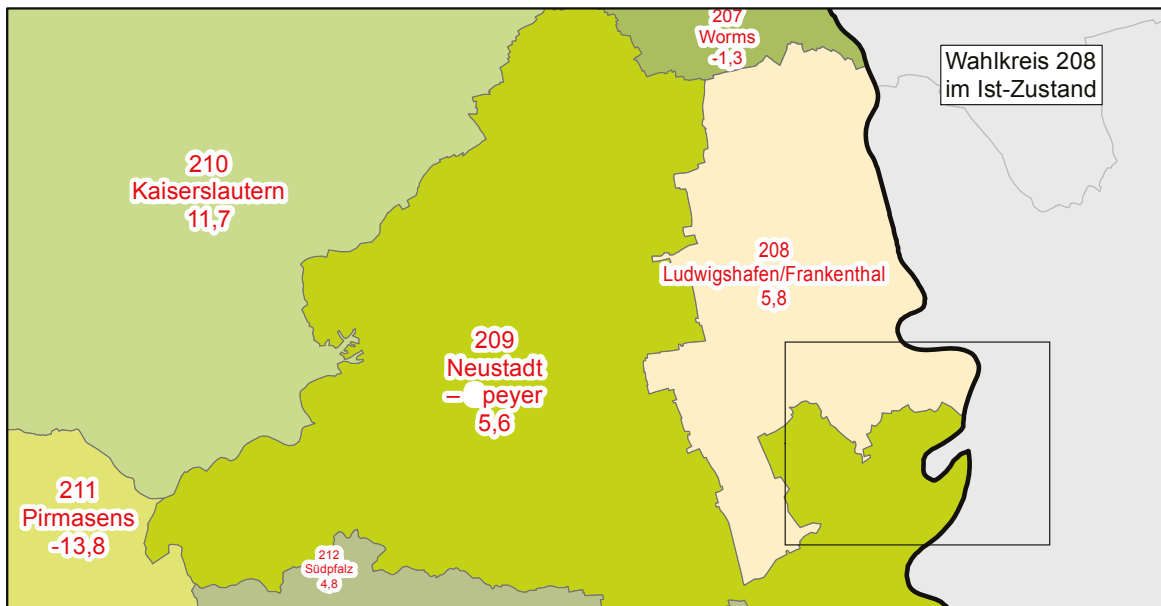 207
Worms
-1,3
Wahlkreis 208
im Ist-Zustand
210
Kaiserslautern
11,7
208
Ludwigshafen/Frankenthal
5,8
209
Neustadt
– peyer
5,6
211
Pirmasens
-13,8
212
Südpfalz
4,8